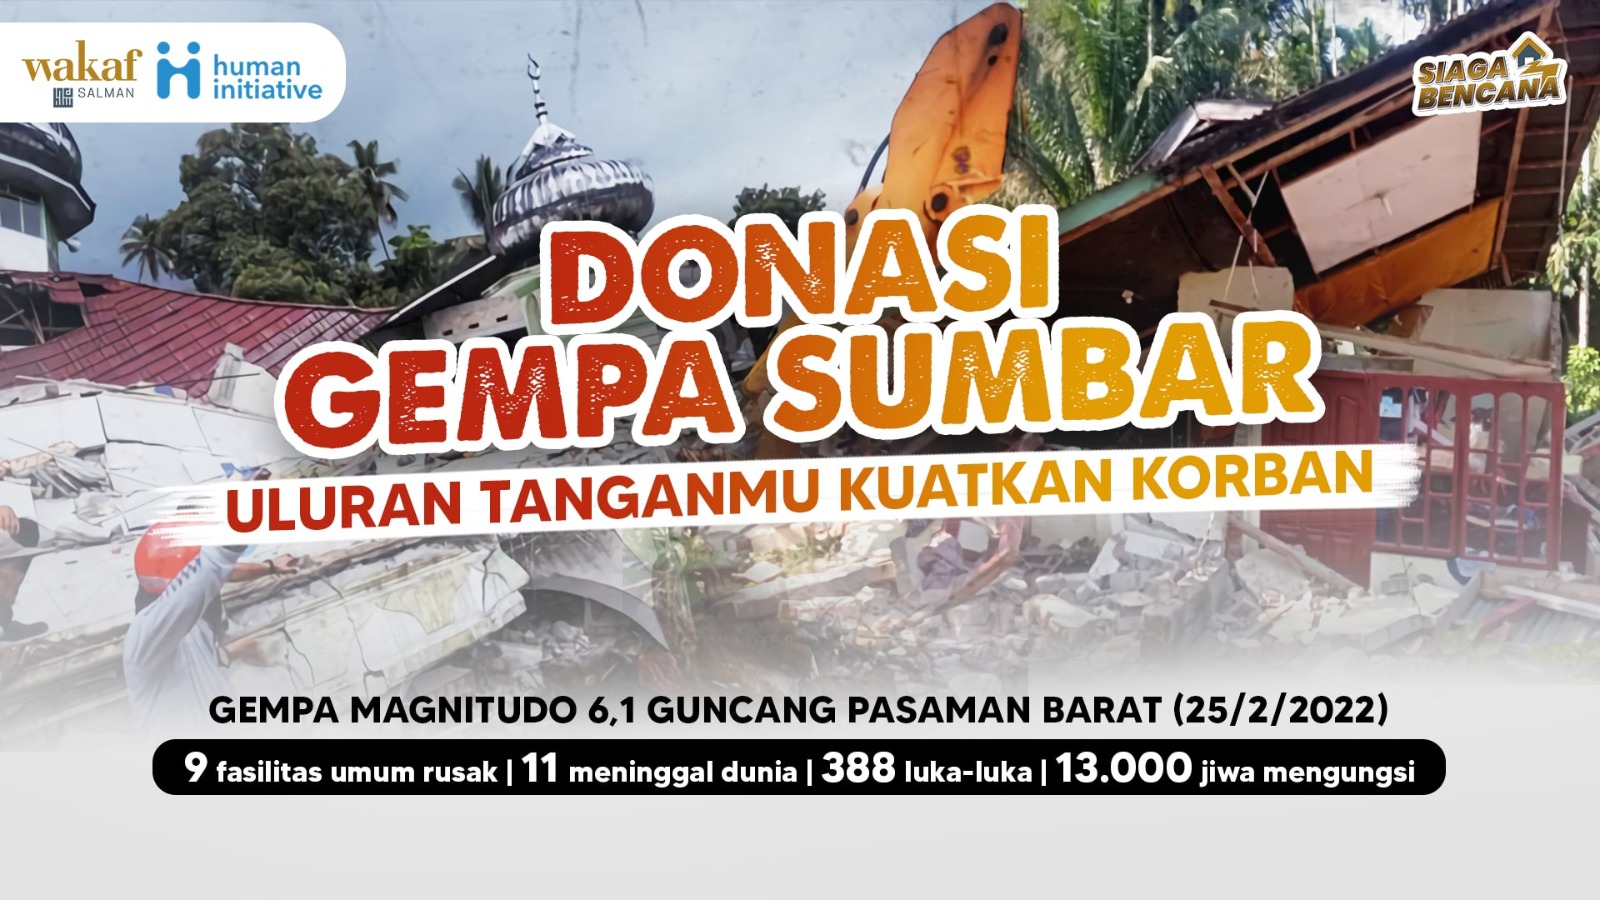 wakaf
SALMAN
human
initiative
SIAGA
BENCANA
DONASI
GEMPA SUMBAR
ULURAN TANGANMU KUATKAN KORBAN
GEMPA MAGNITUDO 6,1 GUNCANG PASAMAN BARAT (25/2/2022)
9 fasilitas umum rusak | 11 meninggal dunia | 388 luka-luka | 13.000 jiwa mengungsi